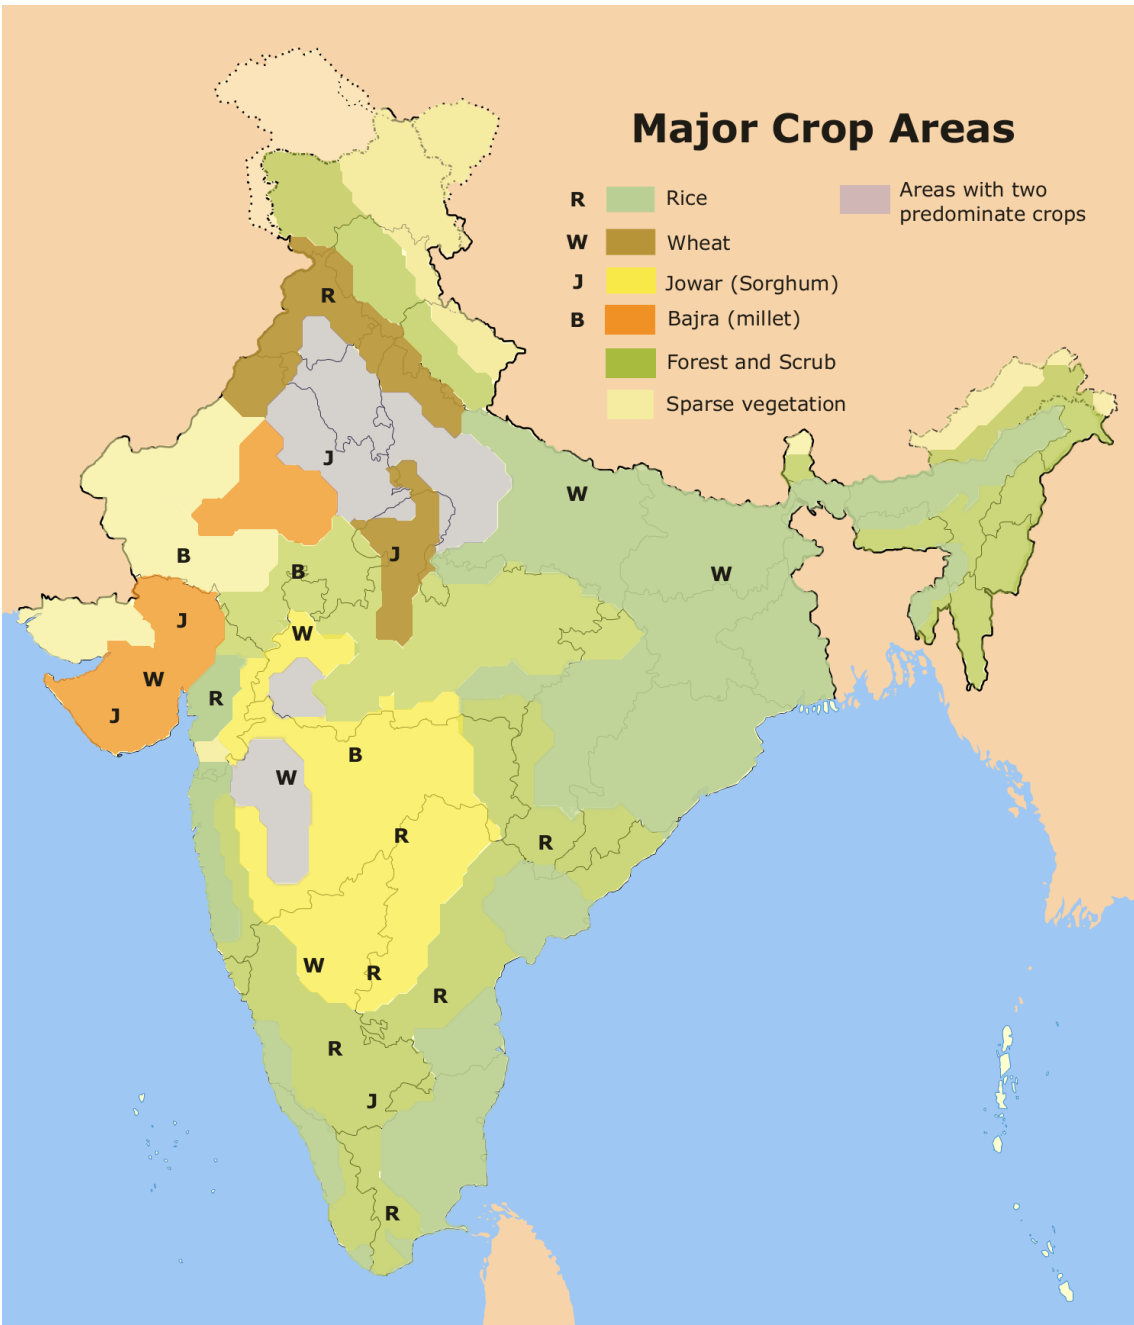 Major Crop Areas
R Rice
W Wheat
J Jowar (Sorghum)
B Bajra (millet)
Forest and Scrub
Sparse vegetation
Areas with two
predominate crops
R
J
W
B
J
B
W
J
W
J
W
R
B
W
R
R
W
R
R
R
J
R